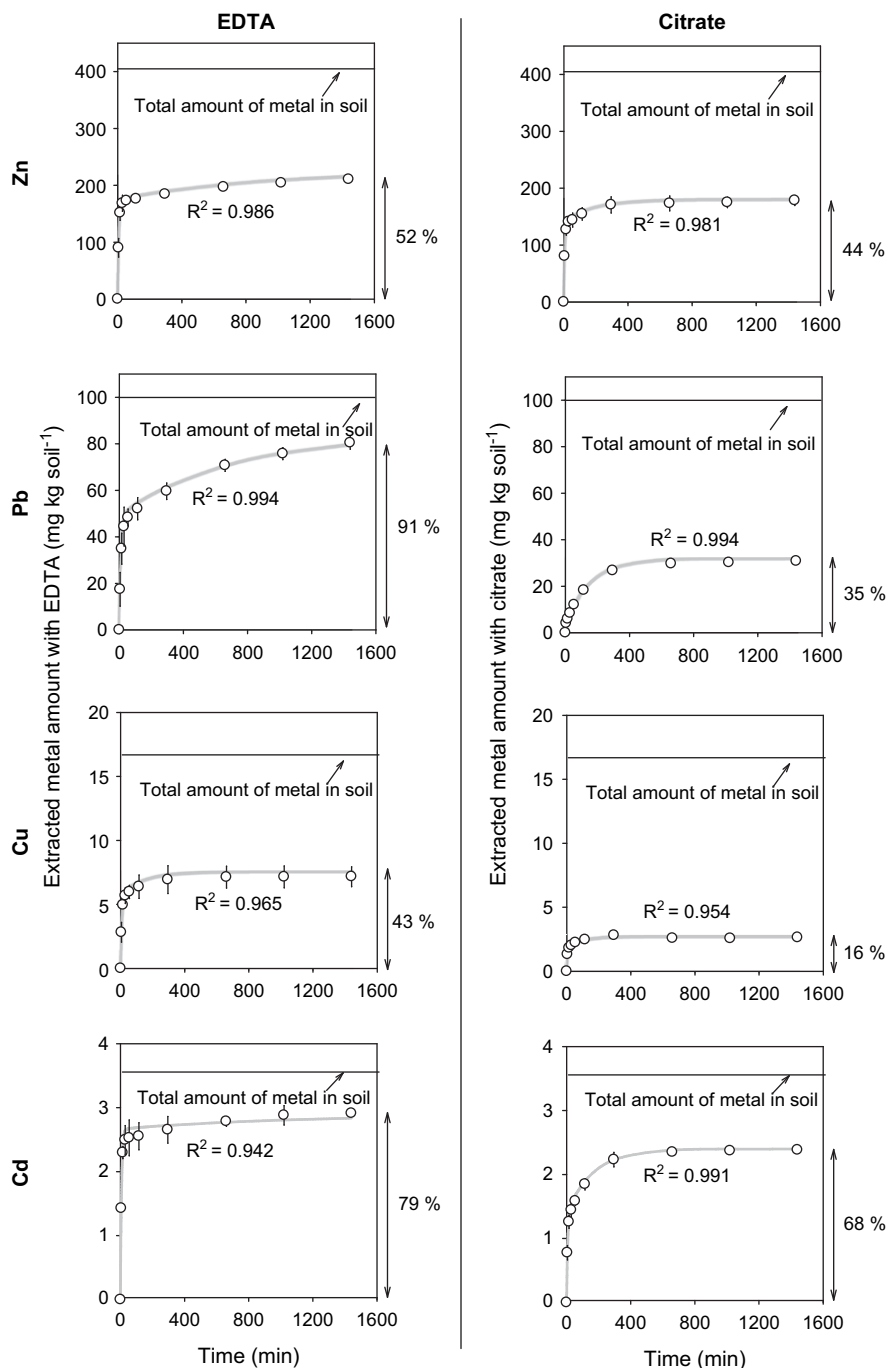 EDTA
Citrate
Zn
400
300
200
100
0
Total amount of metal in soil
R² = 0.986
52 %
0 400 800 1200 1600
400
300
200
100
0
Total amount of metal in soil
R² = 0.981
44 %
0 400 800 1200 1600
Pb
Extracted metal amount with EDTA (mg kg soil⁻¹)
100
80
60
40
20
0
Total amount of metal in soil
R² = 0.994
91 %
0 400 800 1200 1600
Extracted metal amount with citrate (mg kg soil⁻¹)
100
80
60
40
20
0
Total amount of metal in soil
R² = 0.994
35 %
0 400 800 1200 1600
Cu
20
15
10
5
0
Total amount of metal in soil
R² = 0.965
43 %
0 400 800 1200 1600
20
15
10
5
0
Total amount of metal in soil
R² = 0.954
16 %
0 400 800 1200 1600
Cd
4
3
2
1
0
Total amount of metal in soil
R² = 0.942
79 %
0 400 800 1200 1600
Time (min)
4
3
2
1
0
Total amount of metal in soil
R² = 0.991
68 %
0 400 800 1200 1600
Time (min)